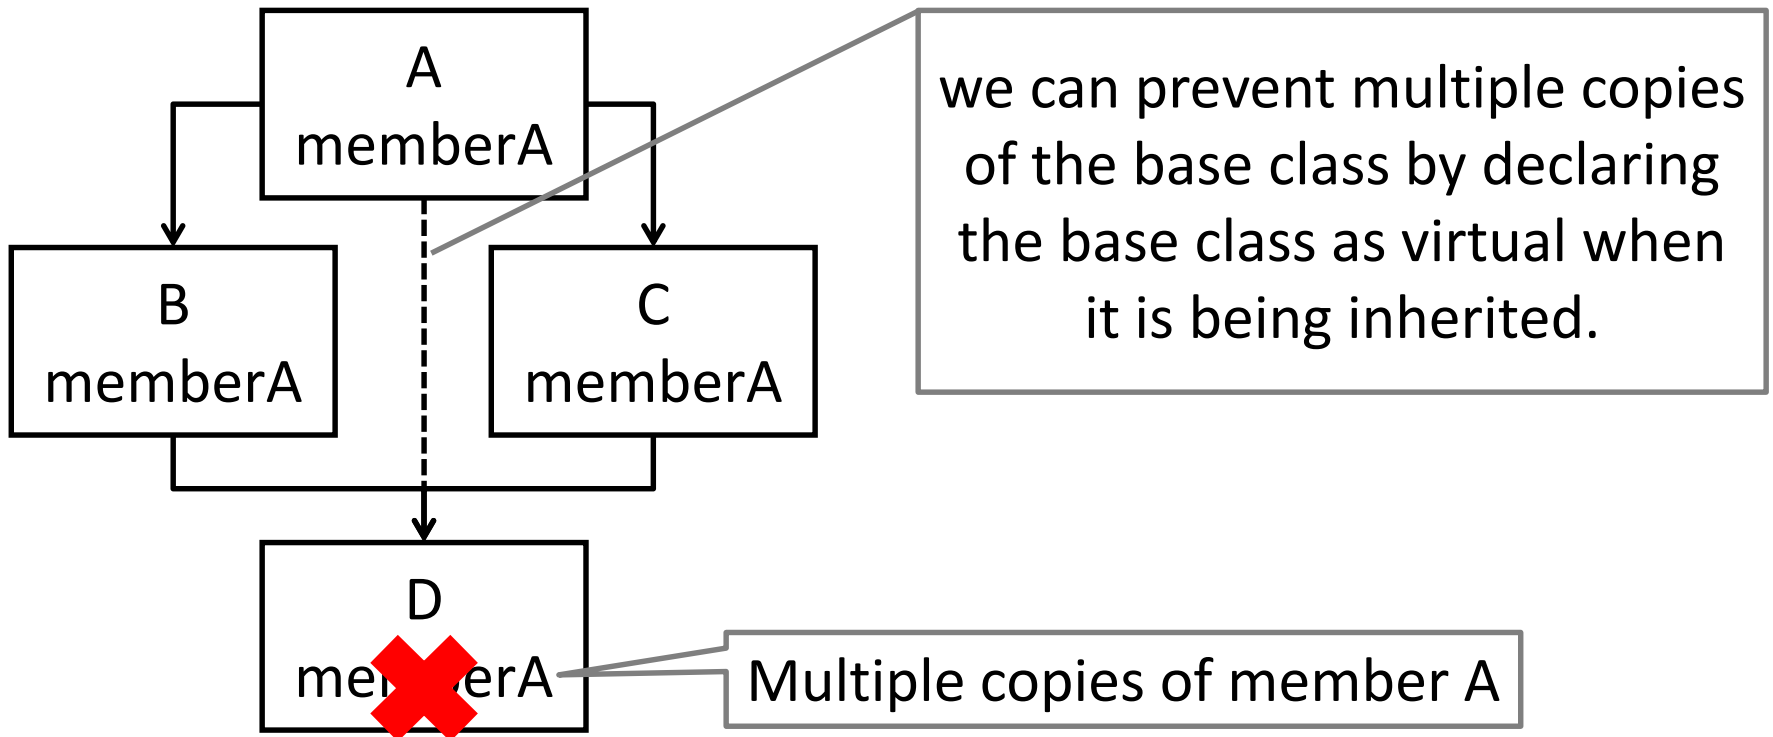 A
memberA
we can prevent multiple copies
of the base class by declaring
the base class as virtual when
it is being inherited.
B
memberA
C
memberA
D
memberA
Multiple copies of member A